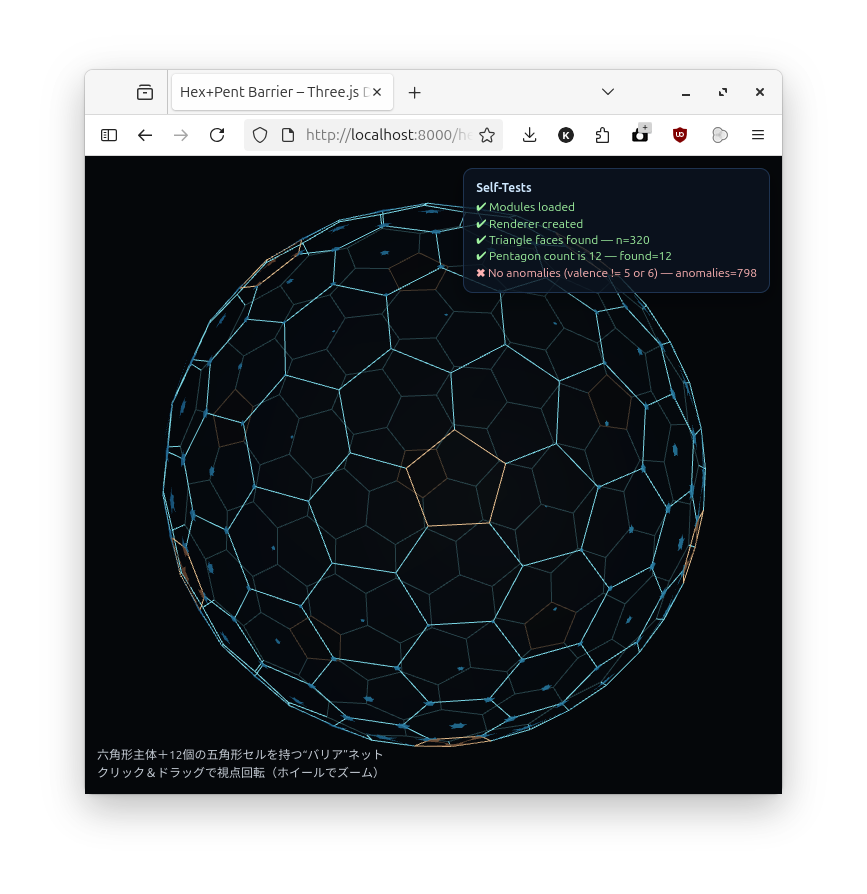 Hex+Pent Barrier – Three.js
http://localhost:8000/he
Self-Tests
✔ Modules loaded
✔ Renderer created
✔ Triangle faces found — n=320
✔ Pentagon count is 12 — found=12
✖ No anomalies (valence != 5 or 6) — anomalies=798
六角形主体＋12個の五角形セルを持つ“バリア”ネット
クリック＆ドラッグで視点回転（ホイールでズーム）